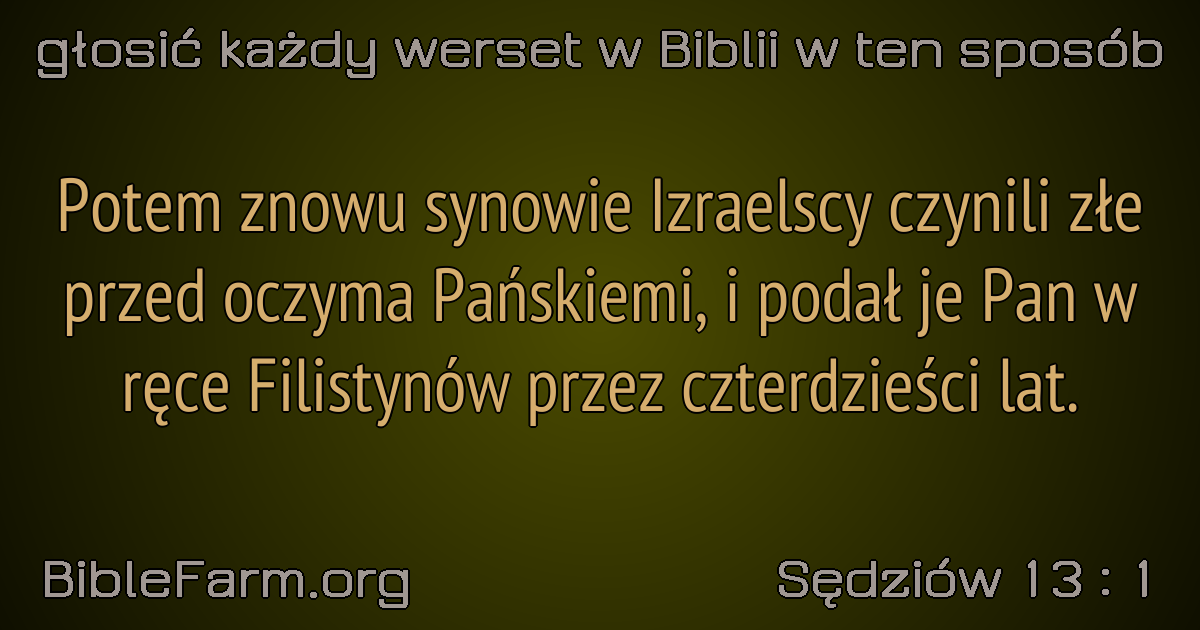 głosić każdy werset w Biblii w ten sposób
Potem znowu synowie Izraelscy czynili złe
przed oczyma Pańskiemi, i podał je Pan w
ręce Filistynów przez czterdzieści lat.
BibleFarm.org
Sędziów 13 : 1